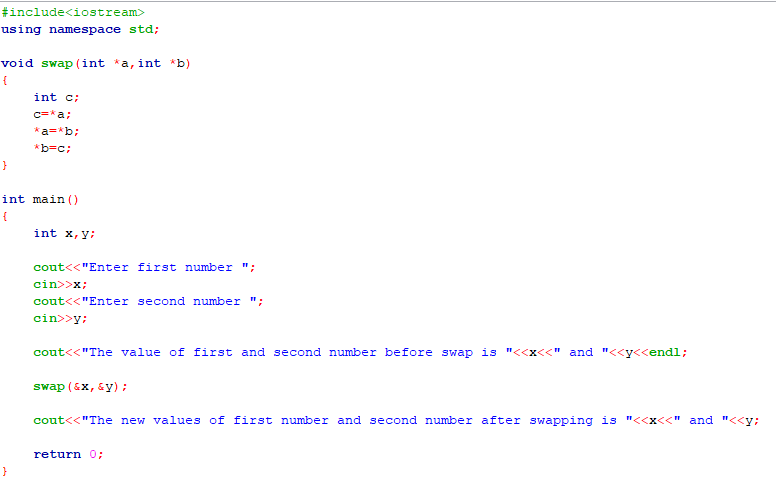 #include<iostream>
using namespace std;
void swap(int *a,int *b)
{
int c;
c=*a;
*a=*b;
*b=c;
}
int main()
{
int x,y;
cout<<"Enter first number ";
cin>>x;
cout<<"Enter second number ";
cin>>y;
cout<<"The value of first and second number before swap is "<<x<<" and "<<y<<endl;
swap(&x,&y);
cout<<"The new values of first number and second number after swapping is "<<x<<" and "<<y;
return 0;
}